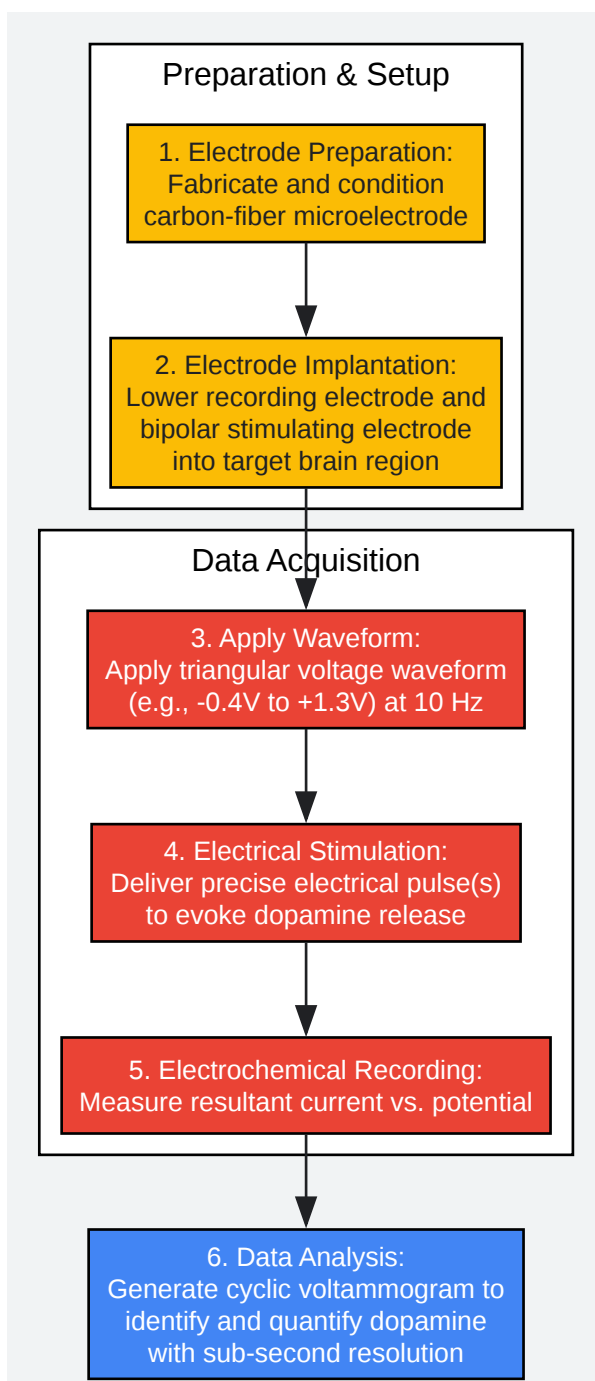 Preparation & Setup
1. Electrode Preparation:
Fabricate and condition
carbon-fiber microelectrode
2. Electrode Implantation:
Lower recording electrode and
bipolar stimulating electrode
into target brain region
Data Acquisition
3. Apply Waveform:
Apply triangular voltage waveform
(e.g., -0.4V to +1.3V) at 10 Hz
4. Electrical Stimulation:
Deliver precise electrical pulse(s)
to evoke dopamine release
5. Electrochemical Recording:
Measure resultant current vs. potential
6. Data Analysis:
Generate cyclic voltammogram to
identify and quantify dopamine
with sub-second resolution